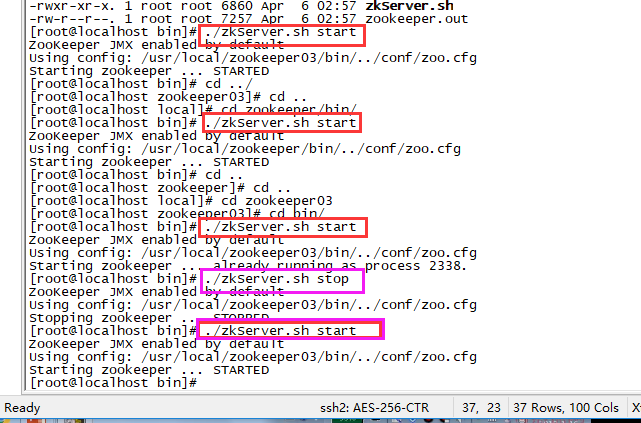 -rwxr-xr-x. 1 root root 6860 Apr  6 02:57 zkServer.sh
-rw-r--r--. 1 root root 7257 Apr  6 02:57 zookeeper.out
[root@localhost bin]# ./zkServer.sh start
ZooKeeper JMX enabled by default
Using config: /usr/local/zookeeper03/bin/../conf/zoo.cfg
Starting zookeeper ... STARTED
[root@localhost bin]# cd ../
[root@localhost zookeeper03]# cd ..
[root@localhost local]# cd zookeeper/bin/
[root@localhost bin]# ./zkServer.sh start
ZooKeeper JMX enabled by default
Using config: /usr/local/zookeeper/bin/../conf/zoo.cfg
Starting zookeeper ... STARTED
[root@localhost bin]# cd ..
[root@localhost zookeeper]# cd ..
[root@localhost local]# cd zookeeper03
[root@localhost zookeeper03]# cd bin/
[root@localhost bin]# ./zkServer.sh start
ZooKeeper JMX enabled by default
Using config: /usr/local/zookeeper03/bin/../conf/zoo.cfg
Starting zookeeper ... already running as process 2338.
[root@localhost bin]# ./zkServer.sh stop
ZooKeeper JMX enabled by default
Using config: /usr/local/zookeeper03/bin/../conf/zoo.cfg
Stopping zookeeper ... STOPPED
[root@localhost bin]# ./zkServer.sh start
ZooKeeper JMX enabled by default
Using config: /usr/local/zookeeper03/bin/../conf/zoo.cfg
Starting zookeeper ... STARTED
[root@localhost bin]#
Ready ssh2: AES-256-CTR 37, 23 37 Rows, 100 Cols